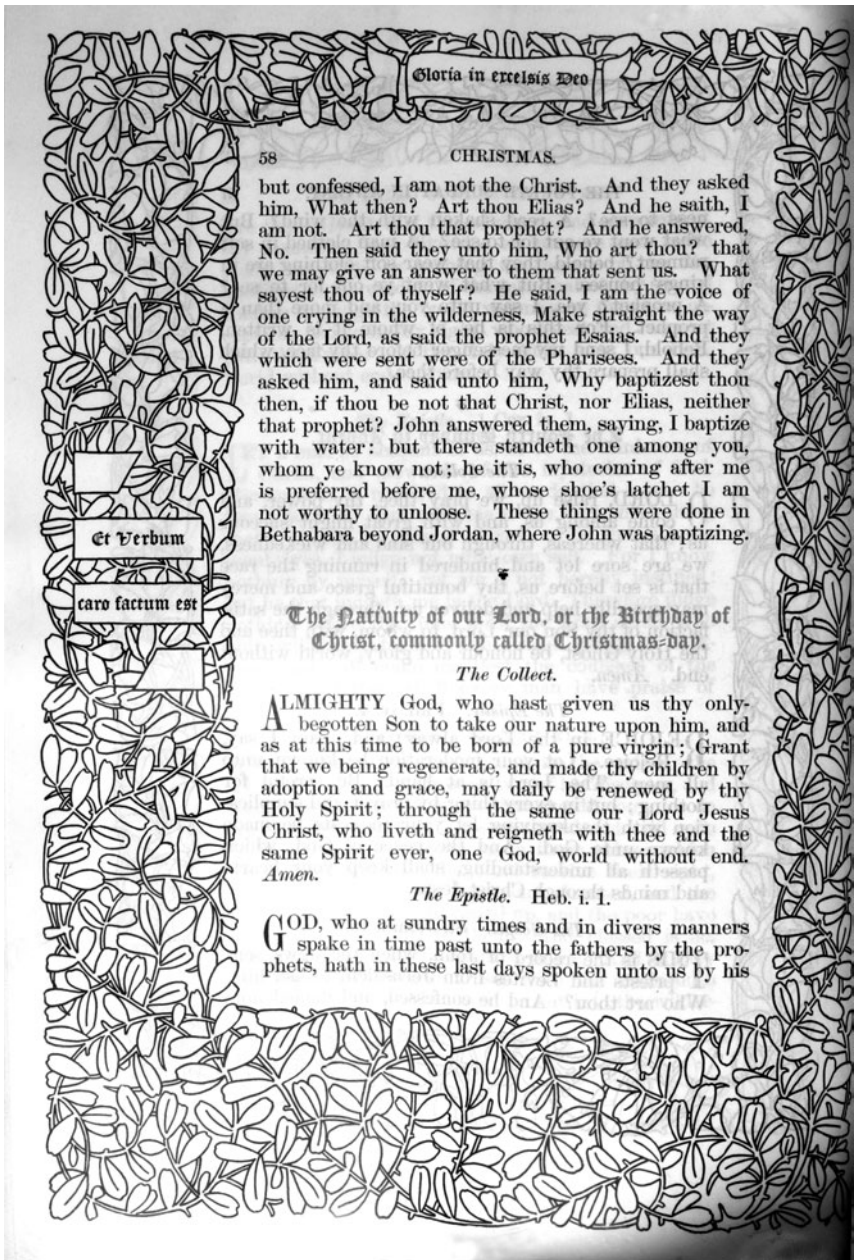 Gloria in excelsis Deo
58 CHRISTMAS.
but confessed, I am not the Christ. And they asked
him, What then? Art thou Elias? And he saith, I
am not. Art thou that prophet? And he answered,
No. Then said they unto him, Who art thou? that
we may give an answer to them that sent us. What
sayest thou of thyself? He said, I am the voice of
one crying in the wilderness, Make straight the way
of the Lord, as said the prophet Esaias. And they
which were sent were of the Pharisees. And they
asked him, and said unto him, Why baptizest thou
then, if thou be not that Christ, nor Elias, neither
that prophet? John answered them, saying, I baptize
with water: but there standeth one among you,
whom ye know not; he it is, who coming after me
is preferred before me, whose shoe's latchet I am
not worthy to unloose. These things were done in
Bethabara beyond Jordan, where John was baptizing.
Et Verbum
caro factum est
The Nativity of our Lord, or the Birthday of
Christ, commonly called Christmas-day.
The Collect.
ALMIGHTY God, who hast given us thy only-
begotten Son to take our nature upon him, and
as at this time to be born of a pure virgin; Grant
that we being regenerate, and made thy children by
adoption and grace, may daily be renewed by thy
Holy Spirit; through the same our Lord Jesus
Christ, who liveth and reigneth with thee and the
same Spirit ever, one God, world without end.
Amen.
The Epistle. Heb. i. 1.
GOD, who at sundry times and in divers manners
spake in time past unto the fathers by the pro-
phets, hath in these last days spoken unto us by his